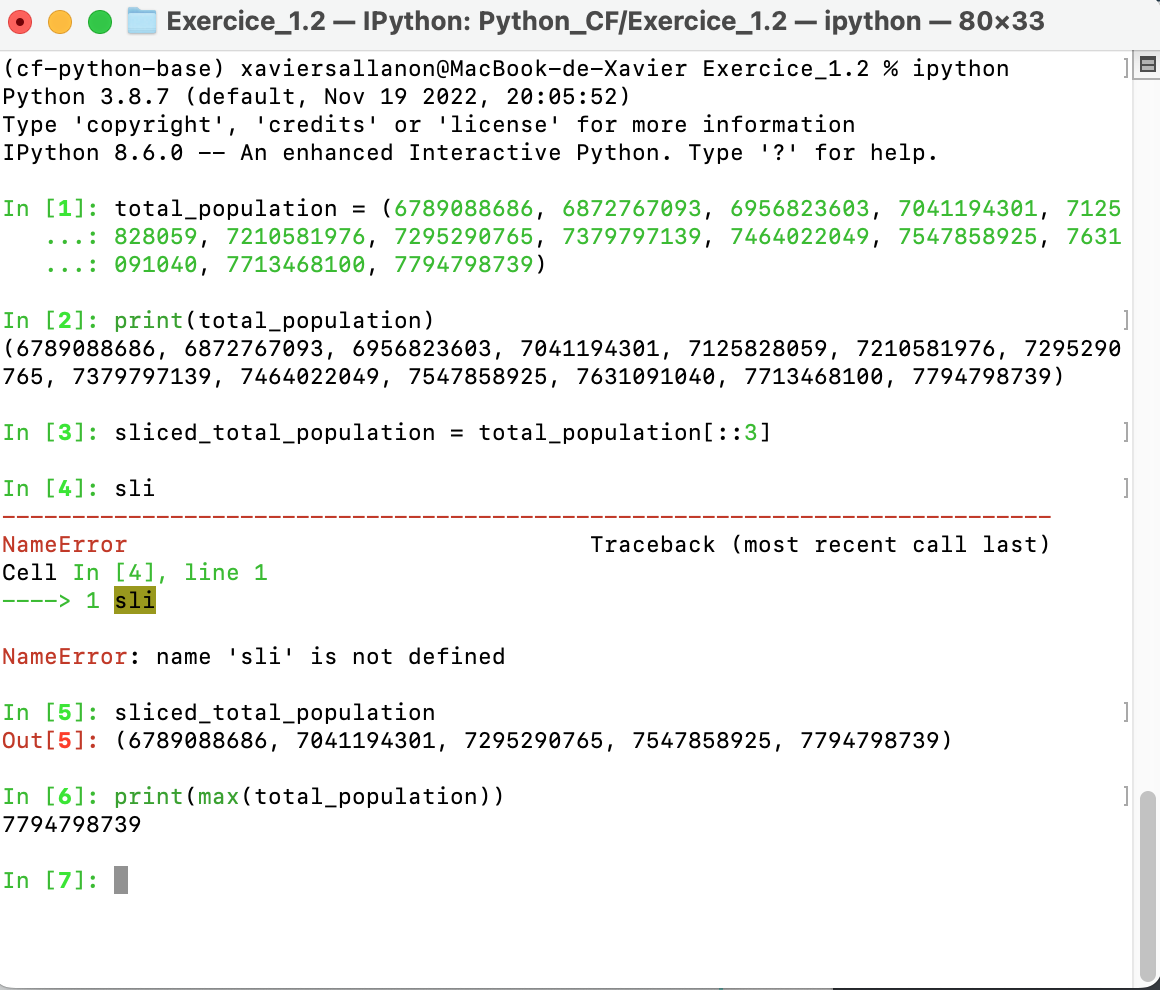 Exercice_1.2 — IPython: Python_CF/Exercice_1.2 — ipython — 80×33
(cf-python-base) xaviersallanon@MacBook-de-Xavier Exercice_1.2 % ipython ]
Python 3.8.7 (default, Nov 19 2022, 20:05:52)
Type 'copyright', 'credits' or 'license' for more information
IPython 8.6.0 -- An enhanced Interactive Python. Type '?' for help.
In [1]: total_population = (6789088686, 6872767093, 6956823603, 7041194301, 7125
...: 828059, 7210581976, 7295290765, 7379797139, 7464022049, 7547858925, 7631
...: 091040, 7713468100, 7794798739)
In [2]: print(total_population) ]
(6789088686, 6872767093, 6956823603, 7041194301, 7125828059, 7210581976, 7295290
765, 7379797139, 7464022049, 7547858925, 7631091040, 7713468100, 7794798739)
In [3]: sliced_total_population = total_population[::3] ]
In [4]: sli ]
---------------------------------------------------------------------------
NameError Traceback (most recent call last)
Cell In [4], line 1
----> 1 sli
NameError: name 'sli' is not defined
In [5]: sliced_total_population ]
Out[5]: (6789088686, 7041194301, 7295290765, 7547858925, 7794798739)
In [6]: print(max(total_population)) ]
7794798739
In [7]: